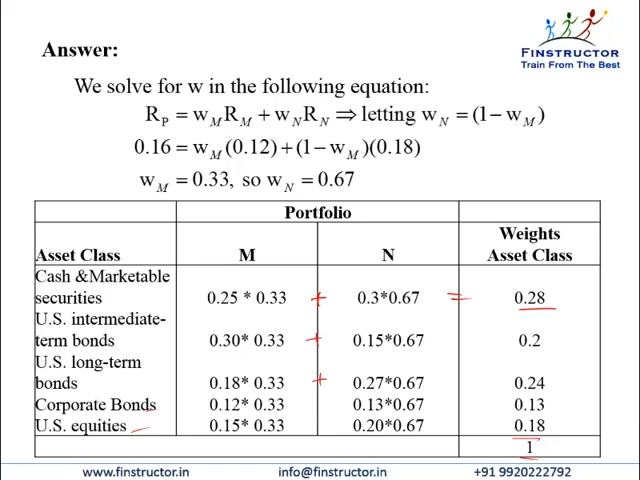 FINSTRUCTOR
Train From The Best
Answer:
We solve for w in the following equation:
R_P = w_M R_M + w_N R_N ⇒ letting w_N = (1 − w_M)
0.16 = w_M(0.12) + (1 − w_M)(0.18)
w_M = 0.33, so w_N = 0.67
Portfolio
Asset Class M N Weights Asset Class
Cash &Marketable securities 0.25 * 0.33 + 0.3*0.67 = 0.28
U.S. intermediate-term bonds 0.30* 0.33 + 0.15*0.67 0.2
U.S. long-term bonds 0.18* 0.33 + 0.27*0.67 0.24
Corporate Bonds 0.12* 0.33 0.13*0.67 0.13
U.S. equities 0.15* 0.33 0.20*0.67 0.18
1
www.finstructor.in info@finstructor.in +91 9920222792